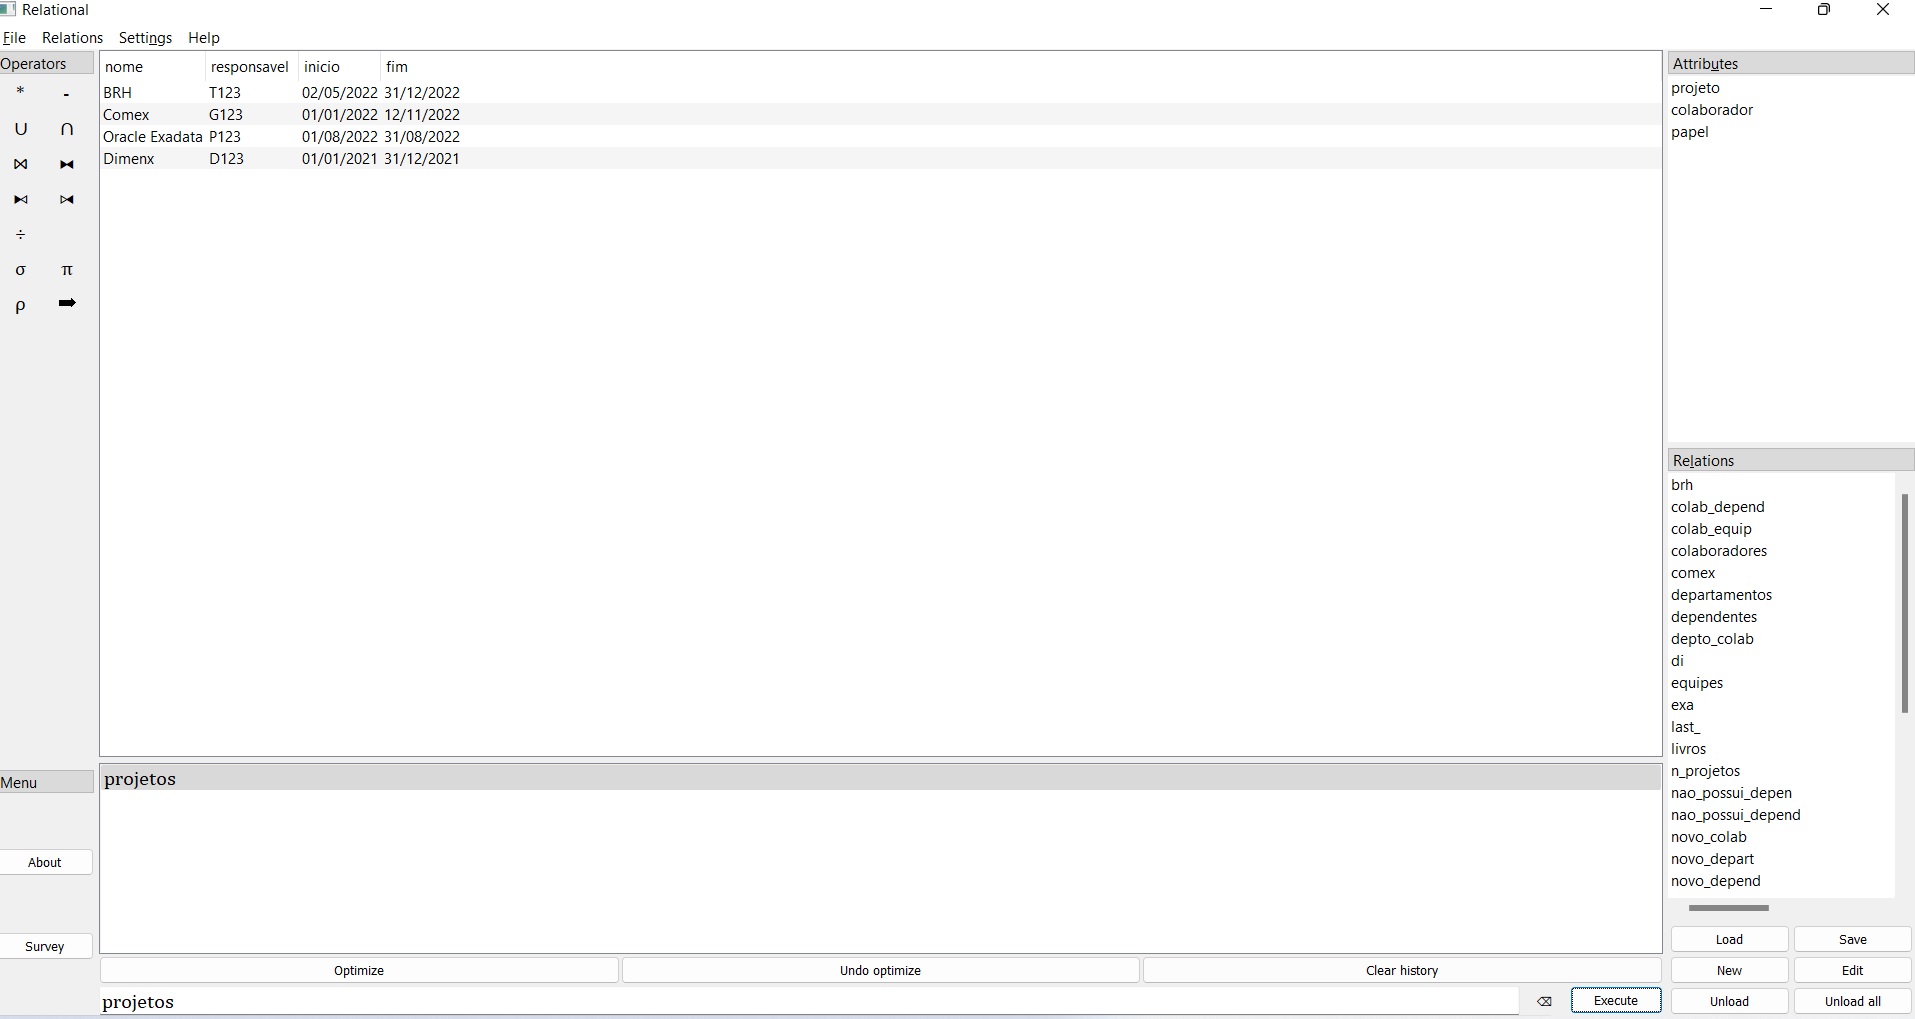 Relational
File Relations Settings Help
Operators
* -
∪ ∩
⋈ ⧓
⧑ ⧒
÷
σ π
ρ ➡
nome responsavel inicio fim
BRH T123 02/05/2022 31/12/2022
Comex G123 01/01/2022 12/11/2022
Oracle Exadata P123 01/08/2022 31/08/2022
Dimenx D123 01/01/2021 31/12/2021
Attributes
projeto
colaborador
papel
Relations
brh
colab_depend
colab_equip
colaboradores
comex
departamentos
dependentes
depto_colab
di
equipes
exa
last_
livros
n_projetos
nao_possui_depen
nao_possui_depend
novo_colab
novo_depart
novo_depend
Menu
About
Survey
projetos
Optimize Undo optimize Clear history
projetos
⌫ Execute
Load Save
New Edit
Unload Unload all